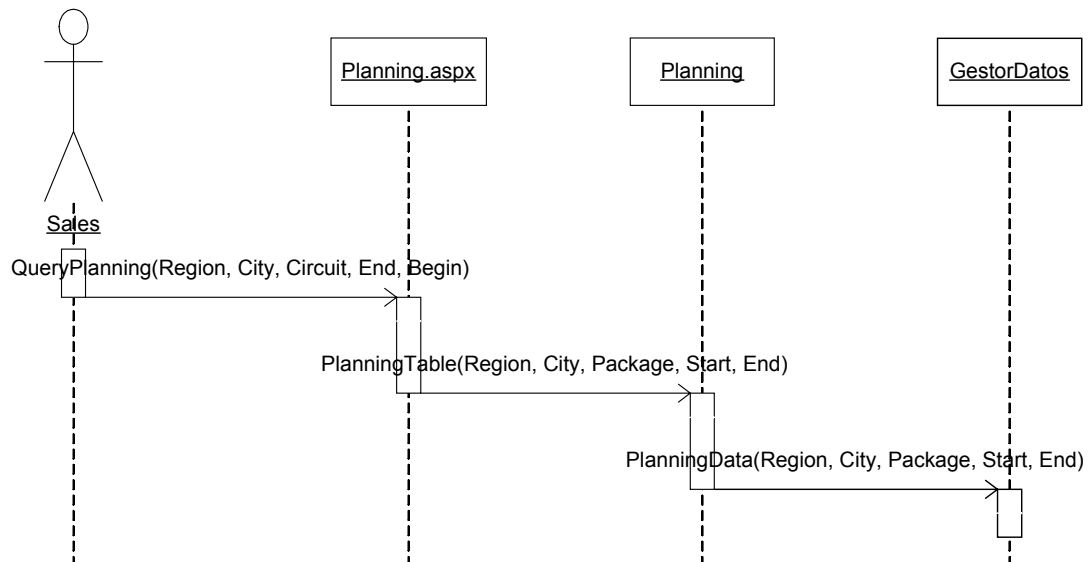 Planning.aspx
Planning
GestorDatos
Sales
QueryPlanning(Region, City, Circuit, End, Begin)
PlanningTable(Region, City, Package, Start, End)
PlanningData(Region, City, Package, Start, End)